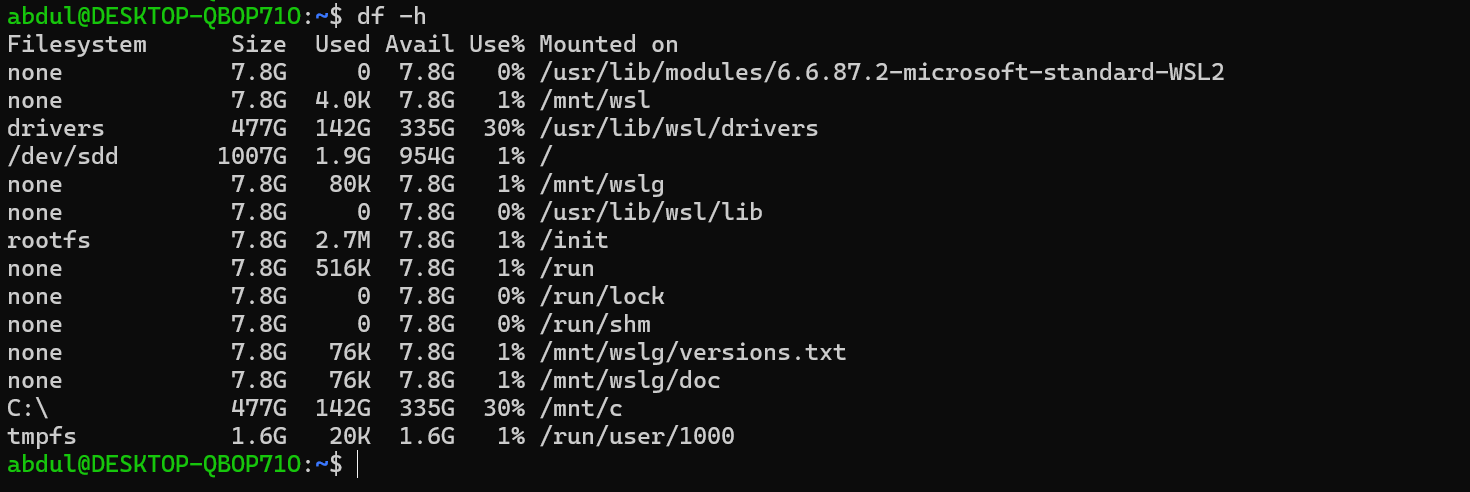 abdul@DESKTOP-QBOP71O:~$ df -h
Filesystem      Size  Used Avail Use% Mounted on
none            7.8G     0  7.8G   0% /usr/lib/modules/6.6.87.2-microsoft-standard-WSL2
none            7.8G  4.0K  7.8G   1% /mnt/wsl
drivers         477G  142G  335G  30% /usr/lib/wsl/drivers
/dev/sdd       1007G  1.9G  954G   1% /
none            7.8G   80K  7.8G   1% /mnt/wslg
none            7.8G     0  7.8G   0% /usr/lib/wsl/lib
rootfs          7.8G  2.7M  7.8G   1% /init
none            7.8G  516K  7.8G   1% /run
none            7.8G     0  7.8G   0% /run/lock
none            7.8G     0  7.8G   0% /run/shm
none            7.8G   76K  7.8G   1% /mnt/wslg/versions.txt
none            7.8G   76K  7.8G   1% /mnt/wslg/doc
C:\             477G  142G  335G  30% /mnt/c
tmpfs           1.6G   20K  1.6G   1% /run/user/1000
abdul@DESKTOP-QBOP71O:~$